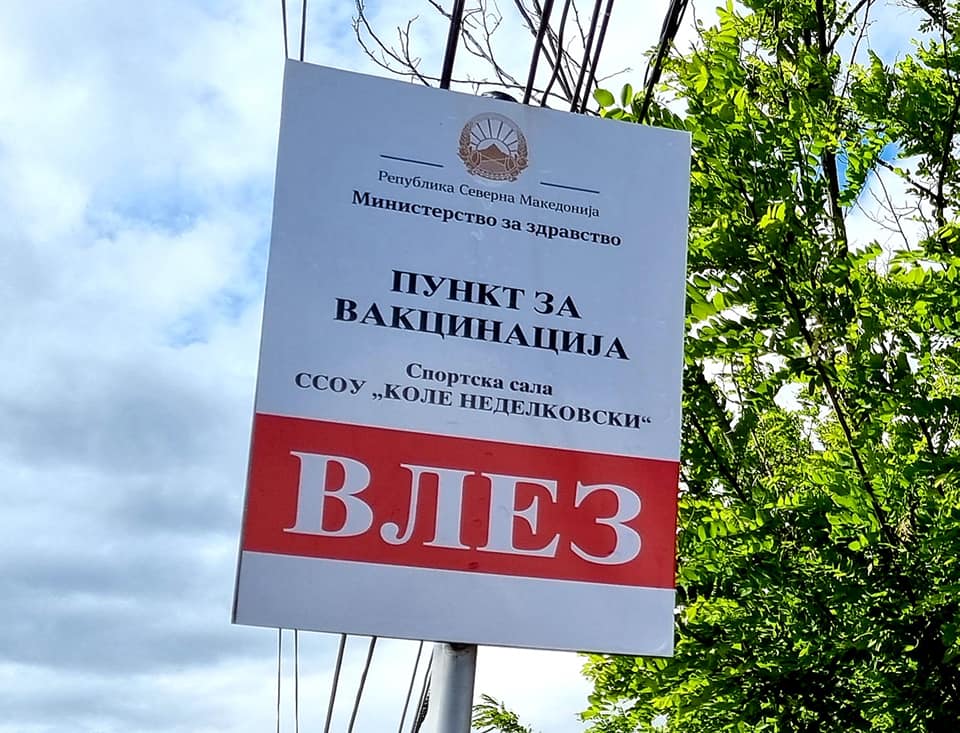 Република Северна Македонија
Министерство за здравство
ПУНКТ ЗА
ВАКЦИНАЦИЈА
Спортска сала
ССОУ „КОЛЕ НЕДЕЛКОВСКИ“
ВЛЕЗ